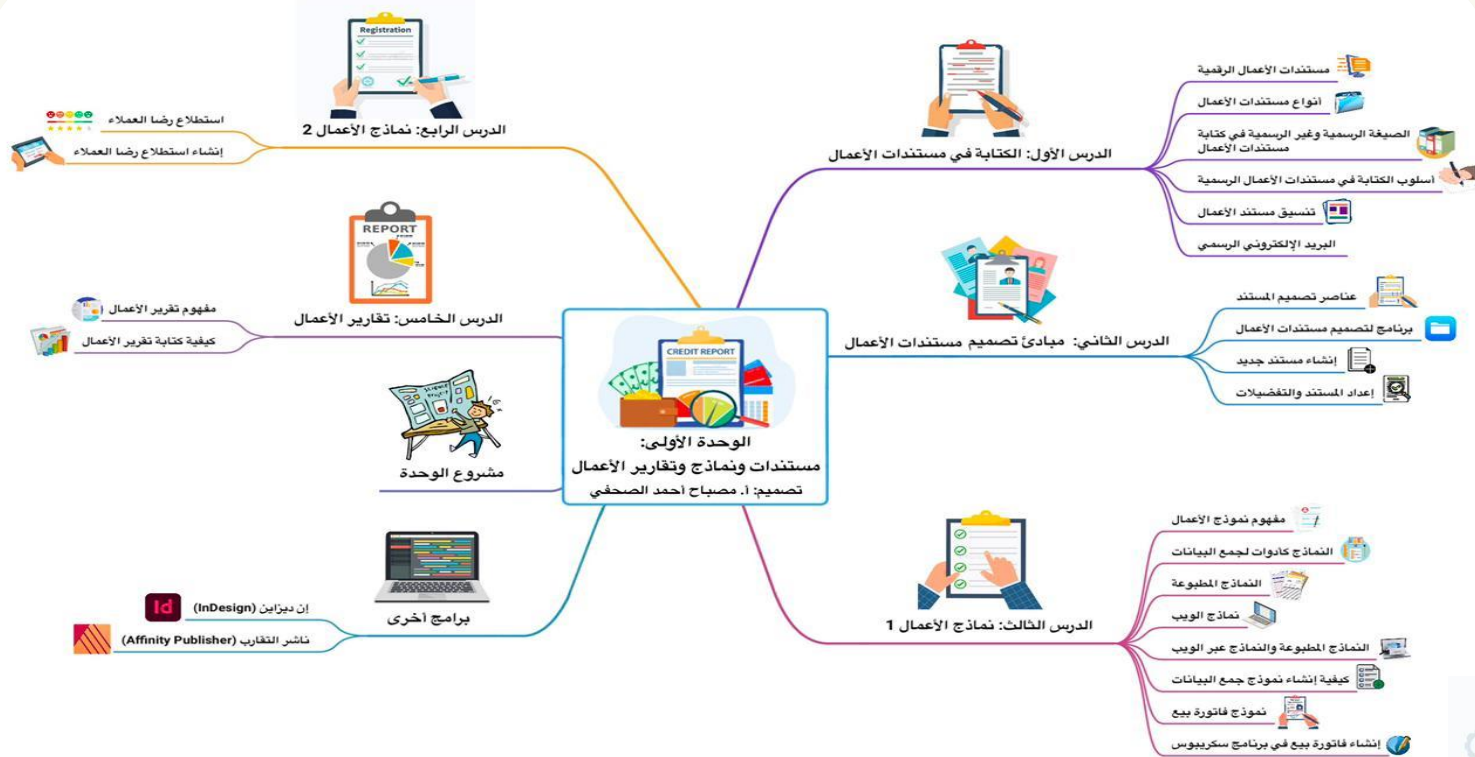 الوحدة الأولى:
مستندات ونماذج وتقارير الأعمال
تصميم: أ. مصباح أحمد الصحفي
CREDIT REPORT
الدرس الأول: الكتابة في مستندات الأعمال
مستندات الأعمال الرقمية
أنواع مستندات الأعمال
الصيغة الرسمية وغير الرسمية في كتابة
مستندات الأعمال
أسلوب الكتابة في مستندات الأعمال الرسمية
تنسيق مستند الأعمال
البريد الإلكتروني الرسمي
الدرس الثاني: مبادئ تصميم مستندات الأعمال
عناصر تصميم المستند
برنامج لتصميم مستندات الأعمال
إنشاء مستند جديد
إعداد المستند والتفضيلات
الدرس الثالث: نماذج الأعمال 1
مفهوم نموذج الأعمال
النماذج كأدوات لجمع البيانات
النماذج المطبوعة
نماذج الويب
النماذج المطبوعة والنماذج عبر الويب
كيفية إنشاء نموذج جمع البيانات
نموذج فاتورة بيع
إنشاء فاتورة بيع في برنامج سكريبوس
Registration
الدرس الرابع: نماذج الأعمال 2
استطلاع رضا العملاء
إنشاء استطلاع رضا العملاء
REPORT
الدرس الخامس: تقارير الأعمال
مفهوم تقرير الأعمال
كيفية كتابة تقرير الأعمال
مشروع الوحدة
برامج أخرى
إن ديزاين (InDesign)
Id
ناشر التقارب (Affinity Publisher)